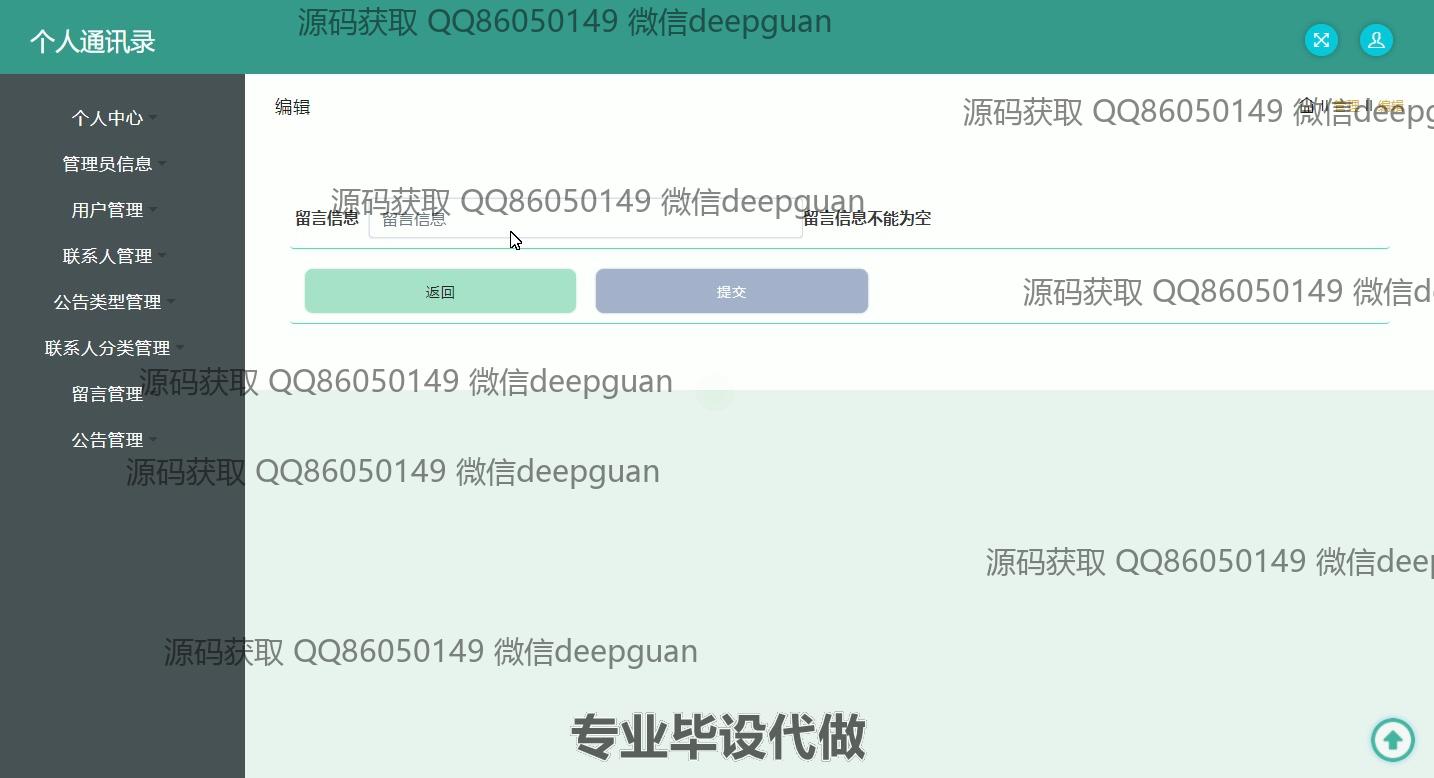 源码获取 QQ86050149 微信deepguan
个人通讯录
编辑
源码获取 QQ86050149 微信deepg
个人中心
管理员信息
用户管理
联系人管理
公告类型管理
联系人分类管理
留言管理
公告管理
源码获取 QQ86050149 微信deepguan
留言信息
留言信息
留言信息不能为空
返回
提交
源码获取 QQ86050149 微信d
源码获取 QQ86050149 微信deepguan
源码获取 QQ86050149 微信deepguan
源码获取 QQ86050149 微信deep
源码获取 QQ86050149 微信deepguan
专业毕设代做